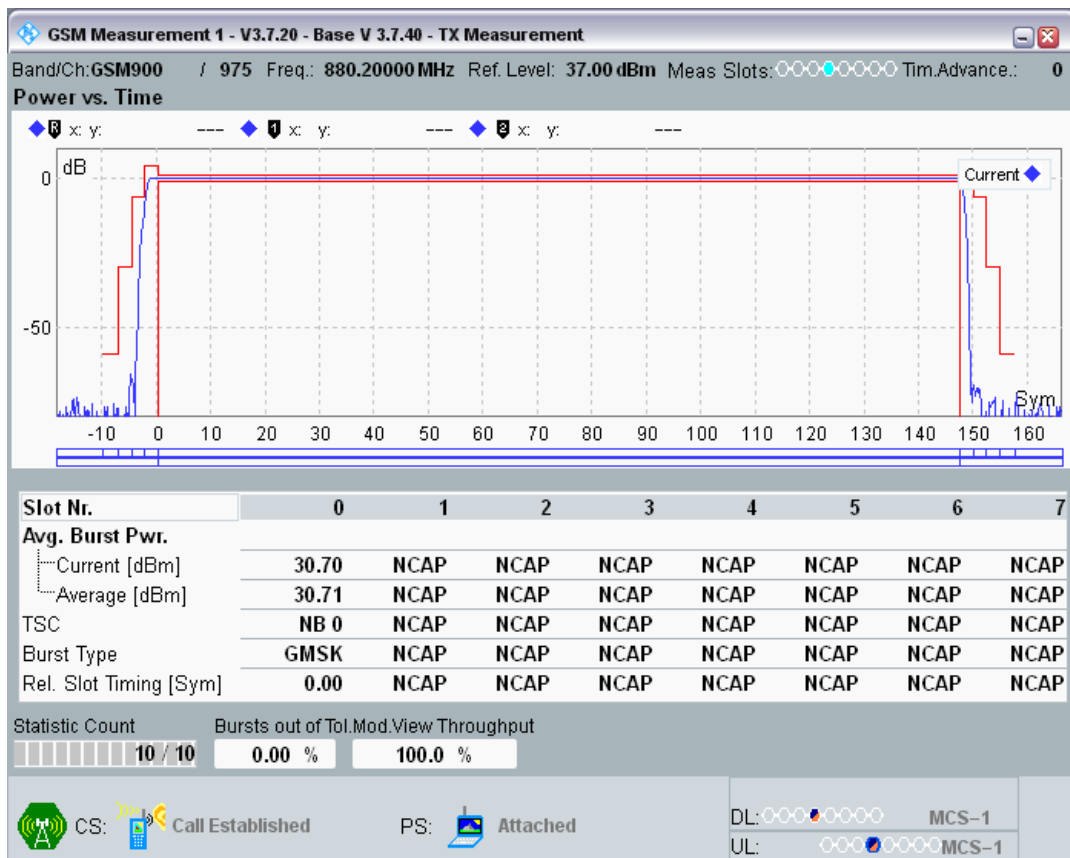 GSM Measurement 1 - V3.7.20 - Base V 3.7.40 - TX Measurement
Band/Ch:GSM900 / 975 Freq.: 880.20000 MHz Ref. Level: 37.00 dBm Meas Slots: Tim.Advance.: 0
Power vs. Time
R x: y: --- 1 x: y: --- 2 x: y: ---
dB
Current
0
-50
Sym
-10 0 10 20 30 40 50 60 70 80 90 100 110 120 130 140 150 160
Slot Nr. 0 1 2 3 4 5 6 7
Avg. Burst Pwr.
Current [dBm] 30.70 NCAP NCAP NCAP NCAP NCAP NCAP NCAP
Average [dBm] 30.71 NCAP NCAP NCAP NCAP NCAP NCAP NCAP
TSC NB 0 NCAP NCAP NCAP NCAP NCAP NCAP NCAP
Burst Type GMSK NCAP NCAP NCAP NCAP NCAP NCAP NCAP
Rel. Slot Timing [Sym] 0.00 NCAP NCAP NCAP NCAP NCAP NCAP NCAP
Statistic Count Bursts out of Tol. Mod.View Throughput
10 / 10 0.00 % 100.0 %
CS: Call Established PS: Attached
DL: MCS-1
UL: MCS-1